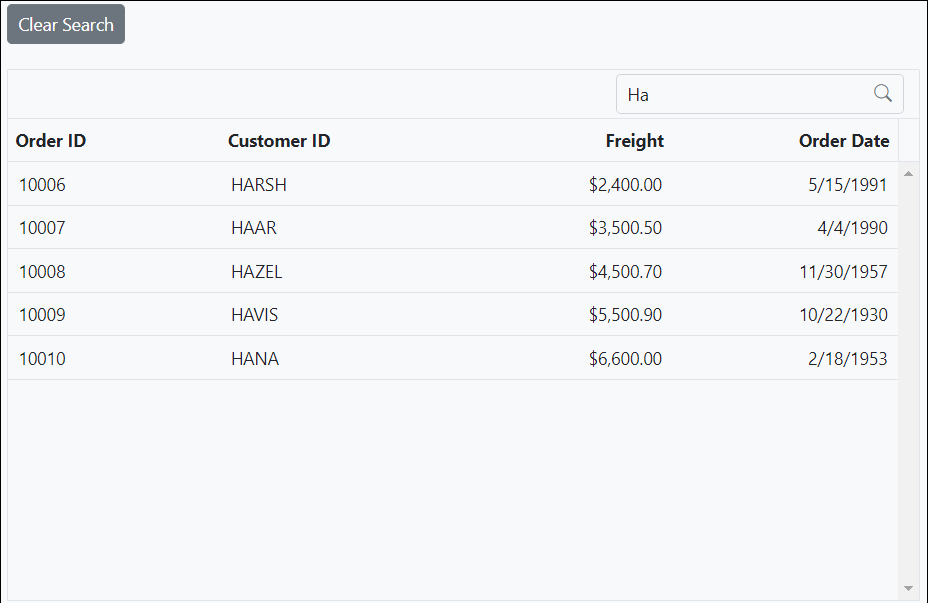 Clear Search
Ha
Order ID Customer ID Freight Order Date
10006 HARSH $2,400.00 5/15/1991
10007 HAAR $3,500.50 4/4/1990
10008 HAZEL $4,500.70 11/30/1957
10009 HAVIS $5,500.90 10/22/1930
10010 HANA $6,600.00 2/18/1953